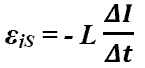 ε_iS = - L ΔI/Δt